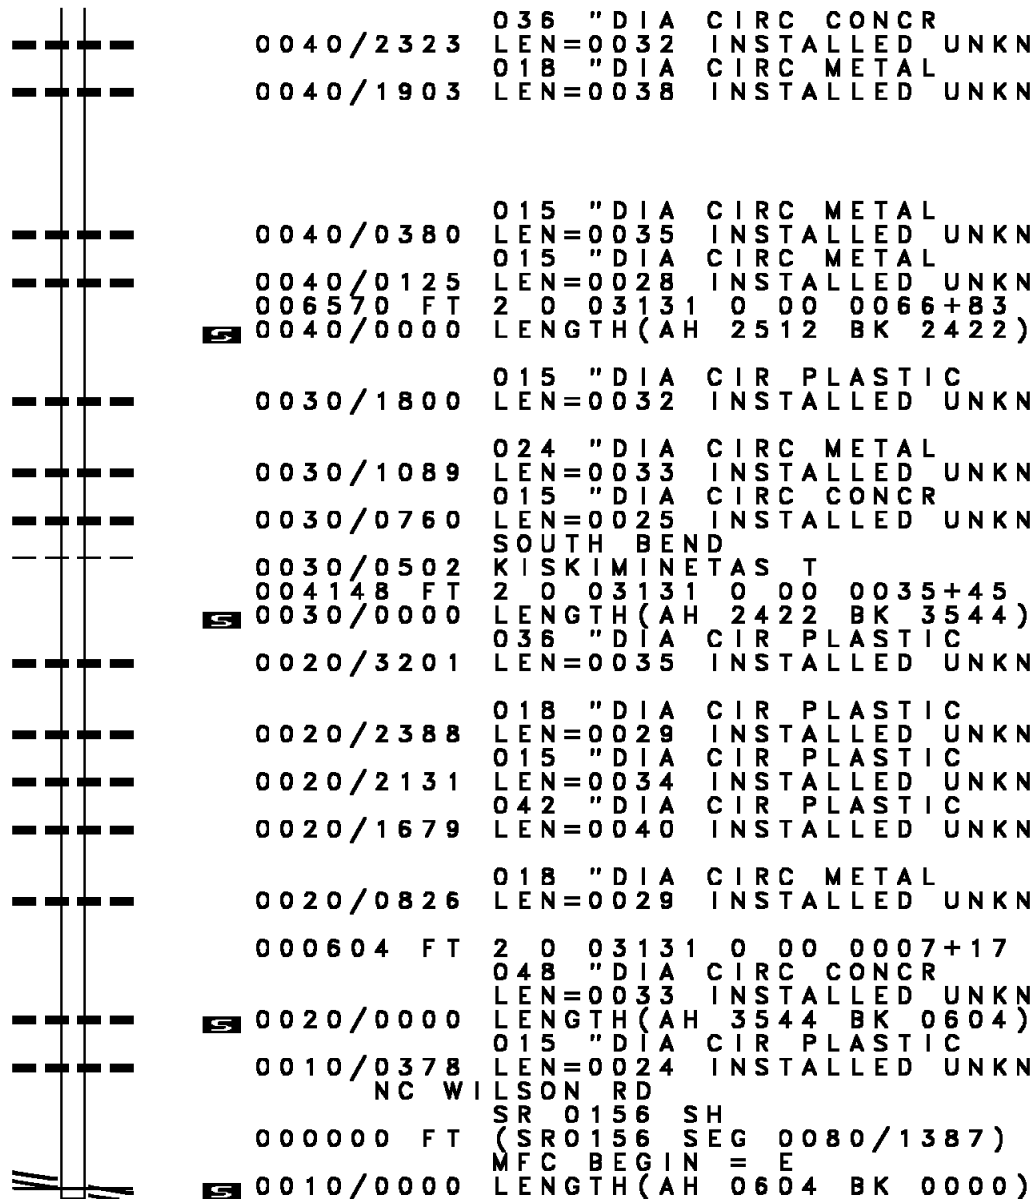 036 "DIA CIRC CONCR
0040/2323 LEN=0032 INSTALLED UNKN
018 "DIA CIRC METAL
0040/1903 LEN=0038 INSTALLED UNKN
015 "DIA CIRC METAL
0040/0380 LEN=0035 INSTALLED UNKN
015 "DIA CIRC METAL
0040/0125 LEN=0028 INSTALLED UNKN
006570 FT 2 0 03131 0 00 0066+83
S 0040/0000 LENGTH(AH 2512 BK 2422)
015 "DIA CIR PLASTIC
0030/1800 LEN=0032 INSTALLED UNKN
024 "DIA CIRC METAL
0030/1089 LEN=0033 INSTALLED UNKN
015 "DIA CIRC CONCR
0030/0760 LEN=0025 INSTALLED UNKN
SOUTH BEND
0030/0502 KISKIMINETAS T
004148 FT 2 0 03131 0 00 0035+45
S 0030/0000 LENGTH(AH 2422 BK 3544)
036 "DIA CIR PLASTIC
0020/3201 LEN=0035 INSTALLED UNKN
018 "DIA CIR PLASTIC
0020/2388 LEN=0029 INSTALLED UNKN
015 "DIA CIR PLASTIC
0020/2131 LEN=0034 INSTALLED UNKN
042 "DIA CIR PLASTIC
0020/1679 LEN=0040 INSTALLED UNKN
018 "DIA CIRC METAL
0020/0826 LEN=0029 INSTALLED UNKN
000604 FT 2 0 03131 0 00 0007+17
048 "DIA CIRC CONCR
LEN=0033 INSTALLED UNKN
S 0020/0000 LENGTH(AH 3544 BK 0604)
015 "DIA CIR PLASTIC
0010/0378 LEN=0024 INSTALLED UNKN
NC WILSON RD
SR 0156 SH
000000 FT (SR0156 SEG 0080/1387)
MFC BEGIN = E
S 0010/0000 LENGTH(AH 0604 BK 0000)